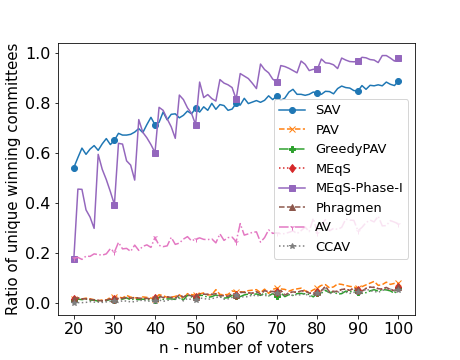 Ratio of unique winning committees
1.0
0.8
0.6
0.4
0.2
0.0
SAV
PAV
GreedyPAV
MEqS
MEqS-Phase-I
Phragmen
AV
CCAV
20 30 40 50 60 70 80 90 100
n - number of voters